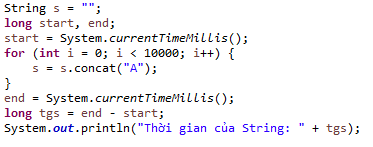 String s = "";
long start, end;
start = System.currentTimeMillis();
for (int i = 0; i < 10000; i++) {
s = s.concat("A");
}
end = System.currentTimeMillis();
long tgs = end - start;
System.out.println("Thời gian của String: " + tgs);